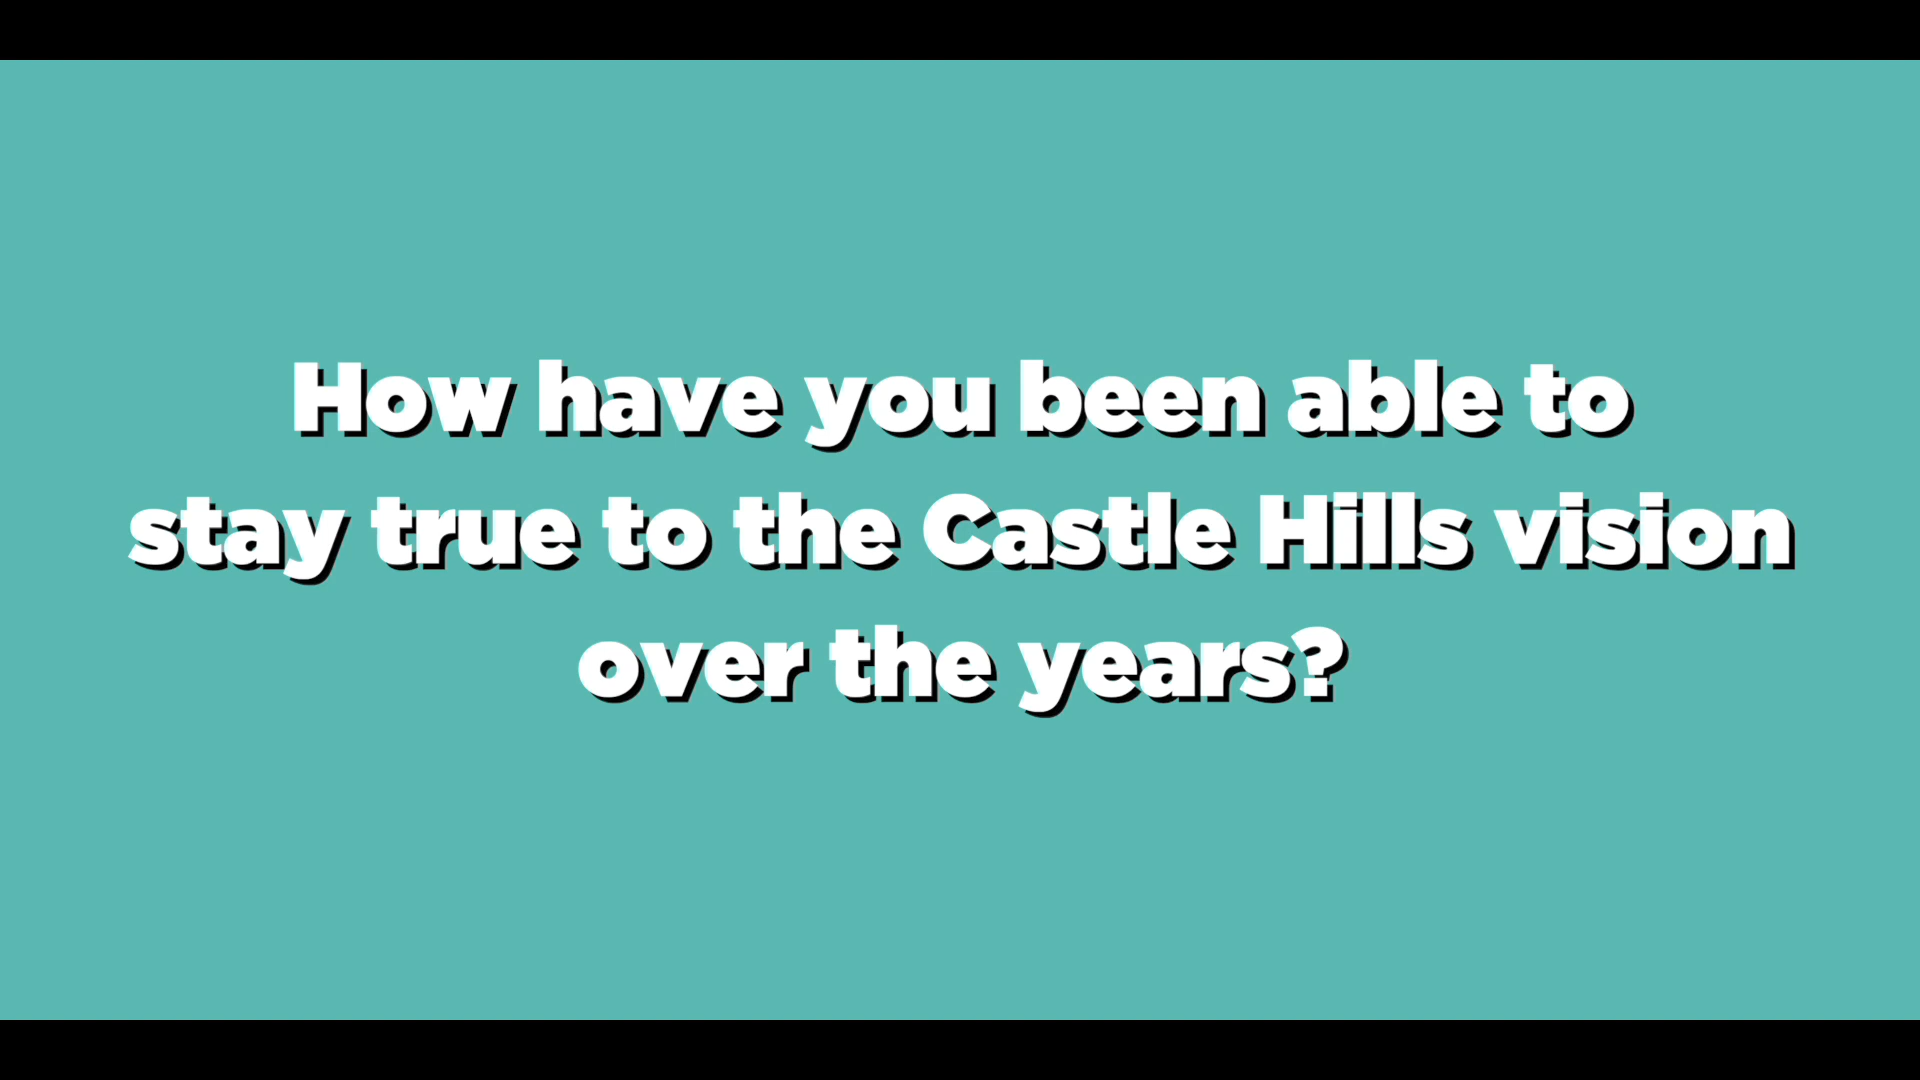 How have you been able to
stay true to the Castle Hills vision
over the years?